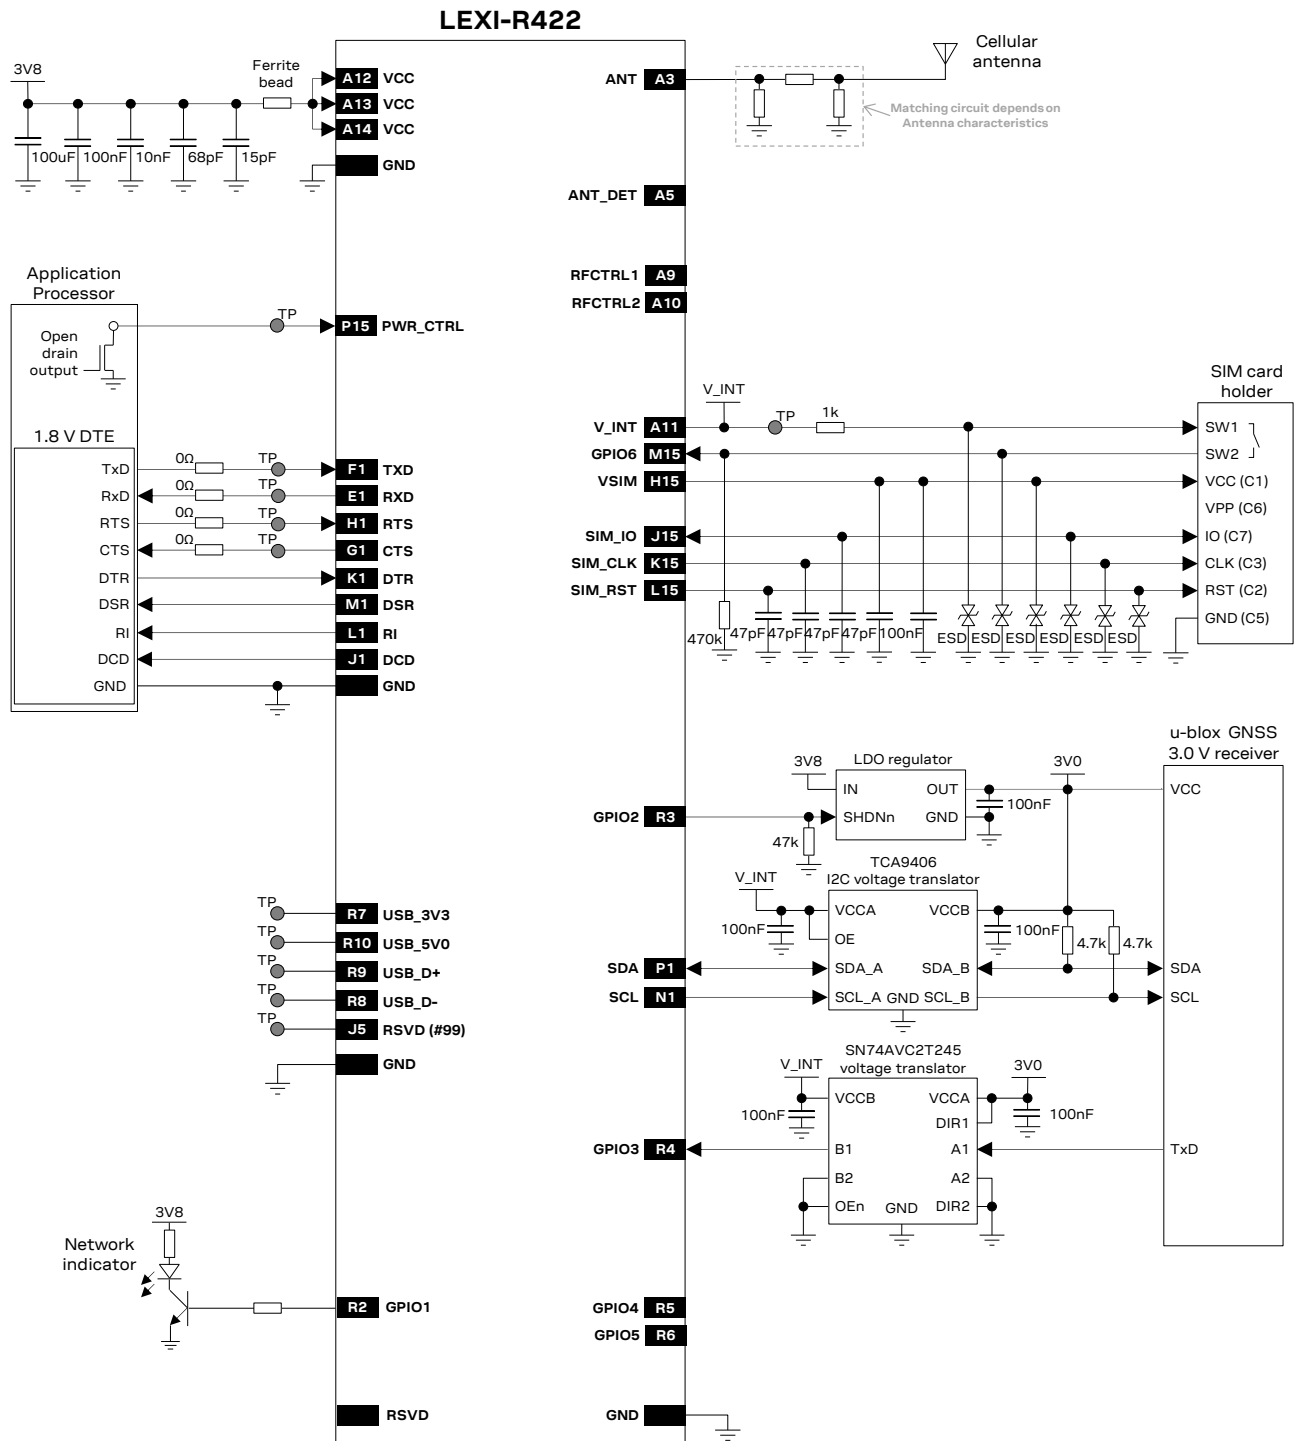 LEXI-R422
3V8
Ferrite
bead
A12 VCC
A13 VCC
A14 VCC
GND
100uF 100nF 10nF 68pF 15pF
ANT A3
Cellular
antenna
Matching circuit depends on
Antenna characteristics
ANT_DET A5
RFCTRL1 A9
RFCTRL2 A10
Application
Processor
Open
drain
output
TP
P15 PWR_CTRL
1.8 V DTE
TxD 0Ω TP F1 TXD
RxD 0Ω TP E1 RXD
RTS 0Ω TP H1 RTS
CTS 0Ω TP G1 CTS
DTR K1 DTR
DSR M1 DSR
RI L1 RI
DCD J1 DCD
GND GND
SIM card
holder
V_INT
V_INT A11 TP 1k SW1
GPIO6 M15 SW2
VSIM H15 VCC (C1)
VPP (C6)
SIM_IO J15 IO (C7)
SIM_CLK K15 CLK (C3)
SIM_RST L15 RST (C2)
GND (C5)
470k 47pF 47pF 47pF 47pF 100nF ESD ESD ESD ESD ESD ESD
u-blox GNSS
3.0 V receiver
3V8 LDO regulator 3V0
IN OUT VCC
100nF
GPIO2 R3 SHDNn GND
47k
TCA9406
I2C voltage translator
V_INT
VCCA VCCB
100nF OE 100nF 4.7k 4.7k
SDA P1 SDA_A SDA_B SDA
SCL N1 SCL_A GND SCL_B SCL
TP R7 USB_3V3
TP R10 USB_5V0
TP R9 USB_D+
TP R8 USB_D-
TP J5 RSVD (#99)
GND
SN74AVC2T245
voltage translator
V_INT 3V0
VCCB VCCA
100nF DIR1 100nF
GPIO3 R4 B1 A1 TxD
B2 A2
OEn GND DIR2
3V8
Network
indicator
R2 GPIO1
GPIO4 R5
GPIO5 R6
RSVD
GND